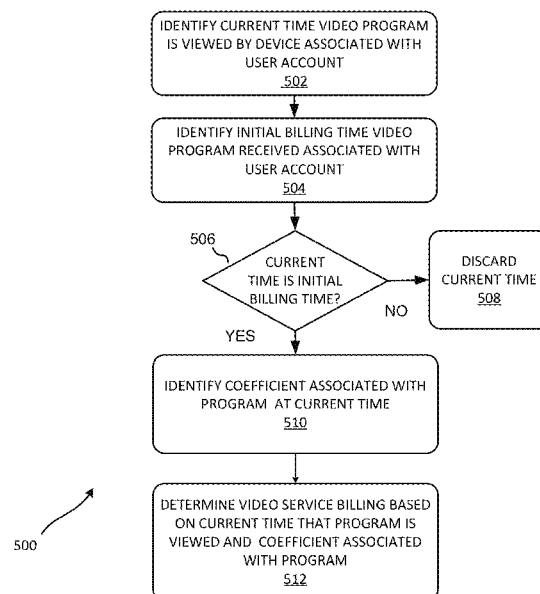 IDENTIFY CURRENT TIME VIDEO PROGRAM
IS VIEWED BY DEVICE ASSOCIATED WITH
USER ACCOUNT
502
IDENTIFY INITIAL BILLING TIME VIDEO
PROGRAM RECEIVED ASSOCIATED WITH
USER ACCOUNT
504
506
CURRENT
TIME IS INITIAL
BILLING TIME?
DISCARD
CURRENT TIME
508
NO
YES
IDENTIFY COEFFICIENT ASSOCIATED WITH
PROGRAM AT CURRENT TIME
510
DETERMINE VIDEO SERVICE BILLING BASED
ON CURRENT TIME THAT PROGRAM IS
VIEWED AND COEFFICIENT ASSOCIATED
WITH PROGRAM
512
500